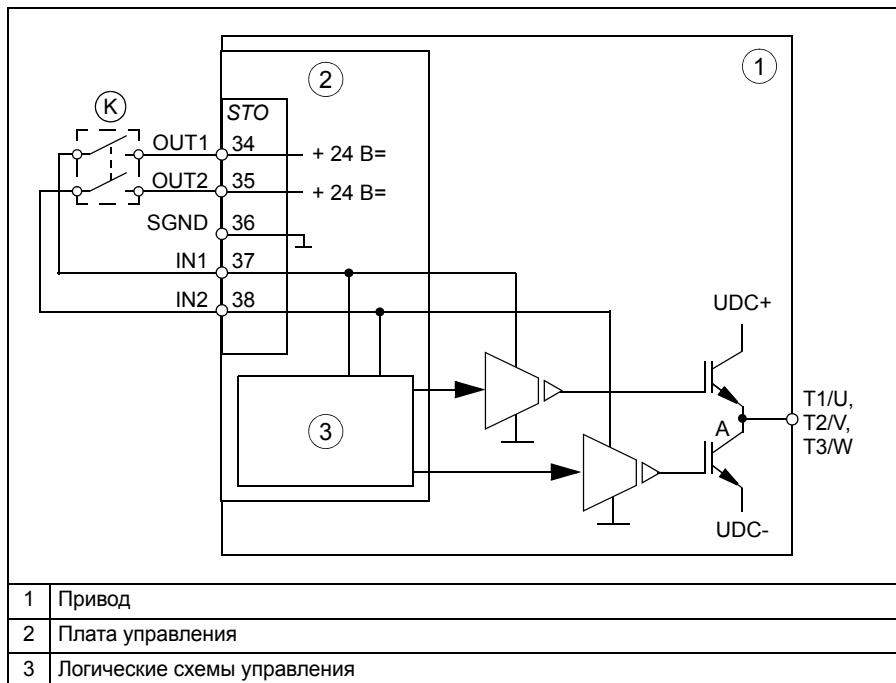 1
2
K
STO
OUT1 34 + 24 В=
OUT2 35 + 24 В=
SGND 36
IN1 37
IN2 38
UDC+
3
A
T1/U,
T2/V,
T3/W
UDC-
1 Привод
2 Плата управления
3 Логические схемы управления